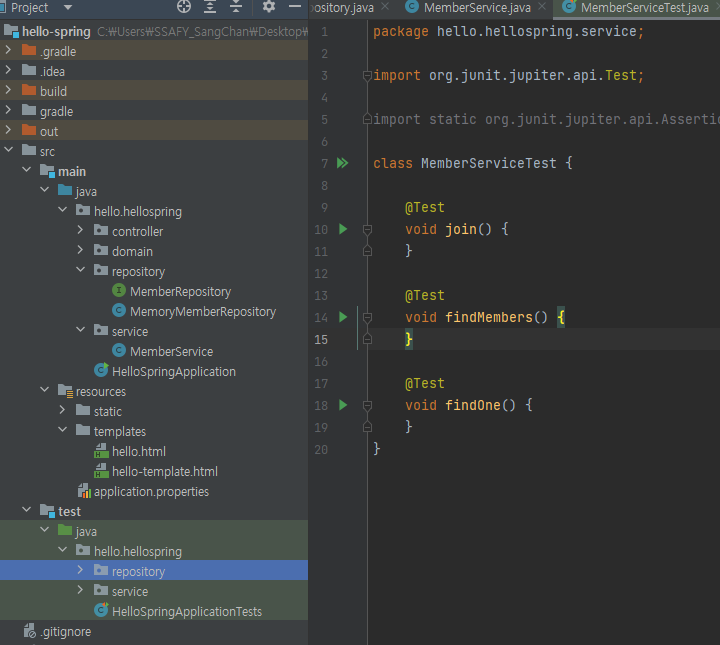 Project
hello-spring C:₩Users₩SSAFY_SangChan₩Desktop₩
.gradle
.idea
build
gradle
out
src
main
java
hello.hellospring
controller
domain
repository
MemberRepository
MemoryMemberRepository
service
MemberService
HelloSpringApplication
resources
static
templates
hello.html
hello-template.html
application.properties
test
java
hello.hellospring
repository
service
HelloSpringApplicationTests
.gitignore
pository.java MemberService.java MemberServiceTest.java
1 package hello.hellospring.service;
2
3 import org.junit.jupiter.api.Test;
4
5 import static org.junit.jupiter.api.Assertio
6
7 class MemberServiceTest {
8
9 @Test
10 void join() {
11 }
12
13 @Test
14 void findMembers() {
15 }
16
17 @Test
18 void findOne() {
19 }
20 }